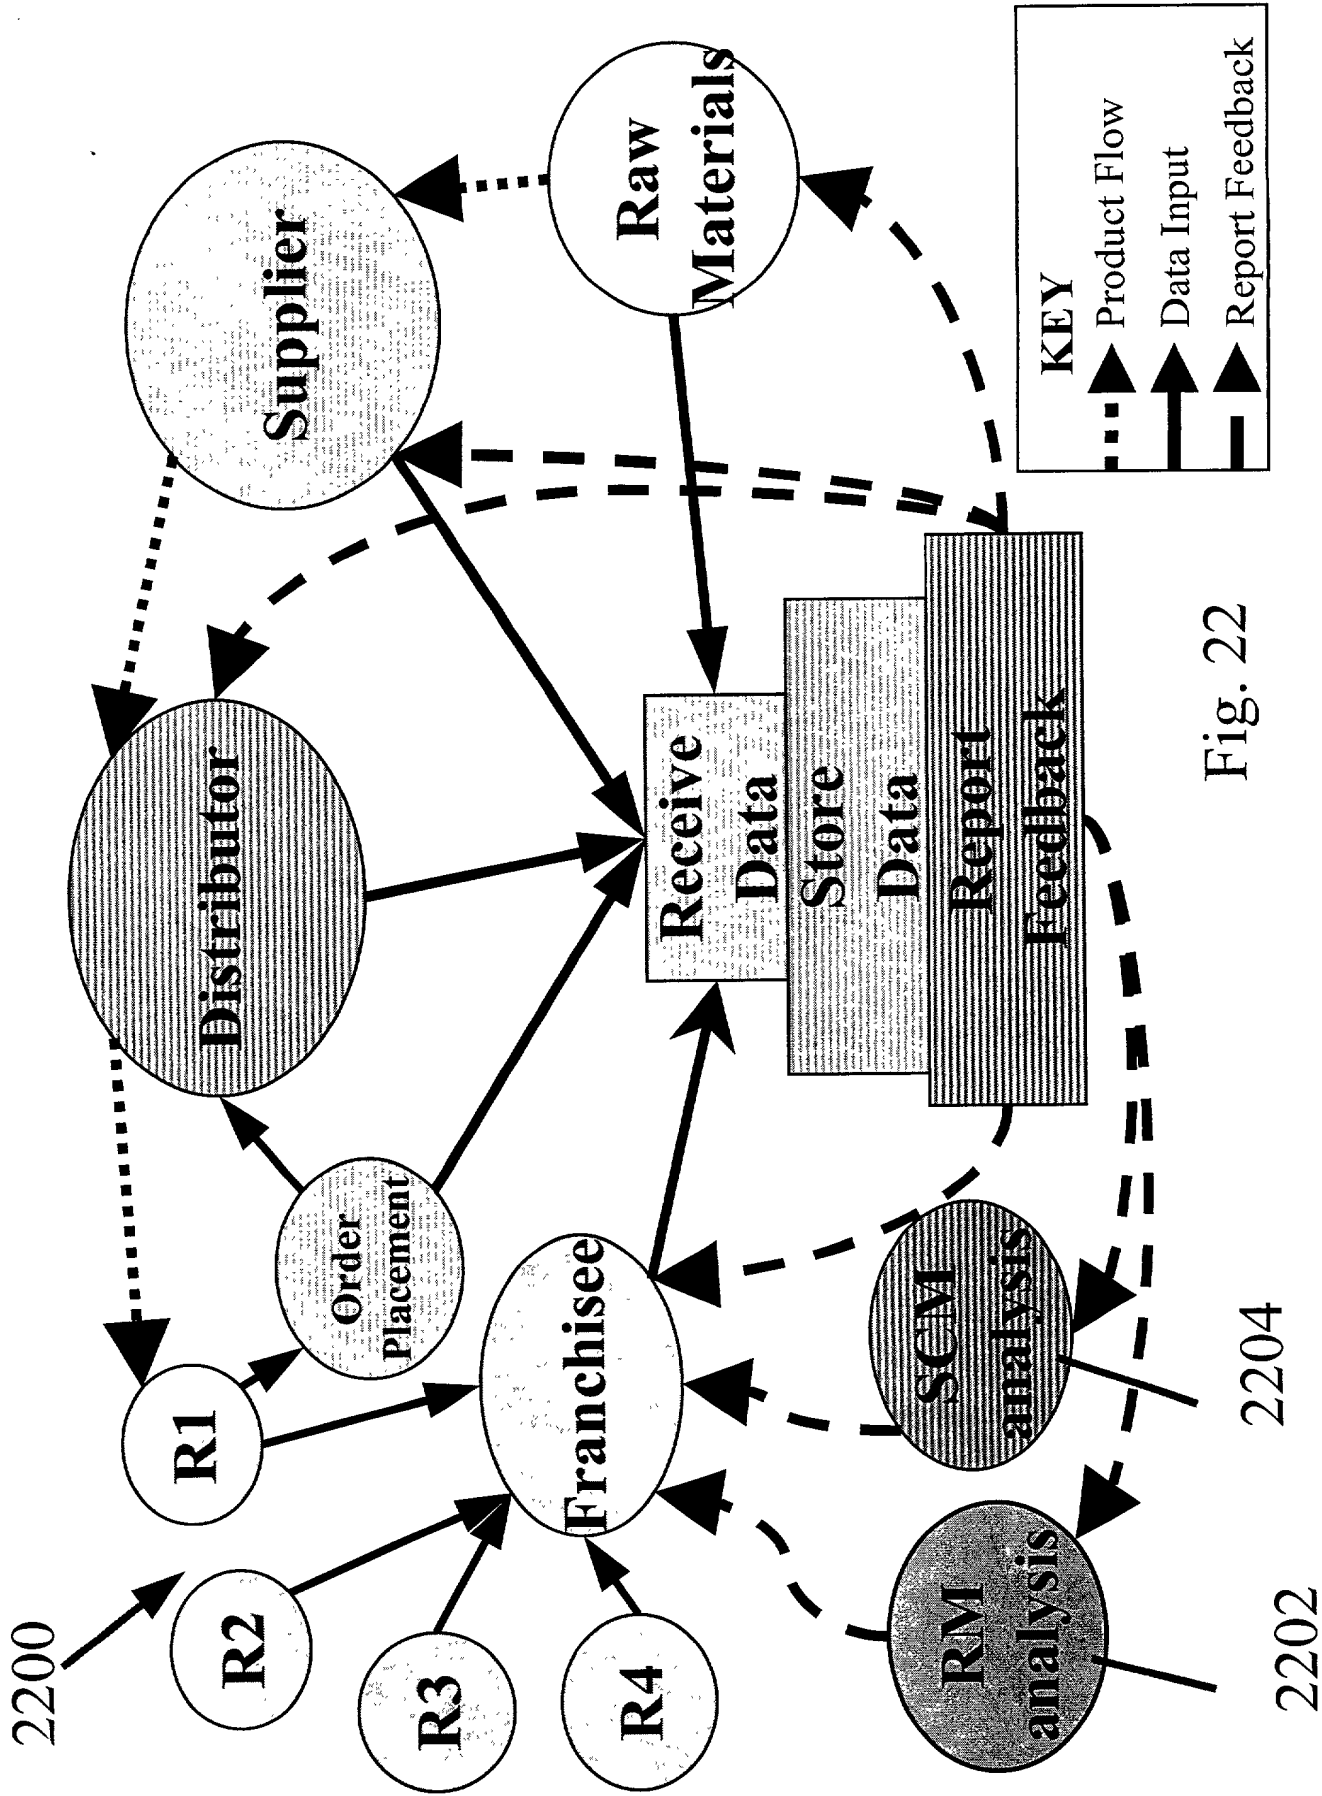 2200
R1
R2
R3
R4
Order
Placement
Distributor
Supplier
Raw
Materials
Franchisee
Receive
Data
Store
Data
Report
Feedback
RM
analysis
SCM
analysis
2202
2204
Fig. 22
KEY
Product Flow
Data Input
Report Feedback